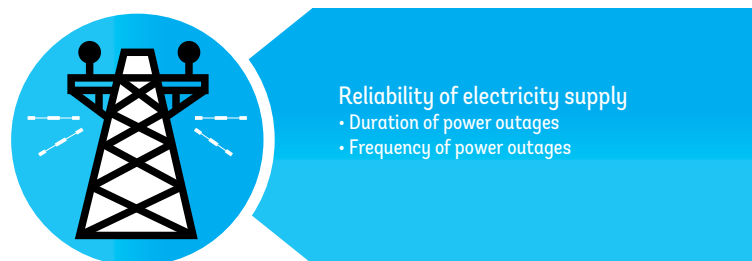 Reliability of electricity supply
• Duration of power outages
• Frequency of power outages